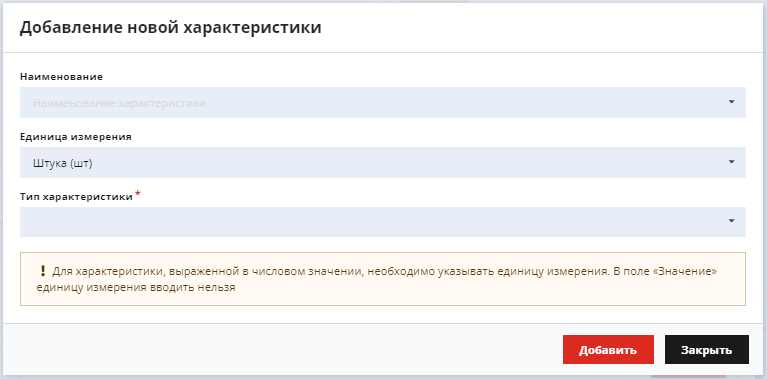 Добавление новой характеристики
Наименование
Наименование характеристики
Единица измерения
Штука (шт)
Тип характеристики *
! Для характеристики, выраженной в числовом значении, необходимо указывать единицу измерения. В поле «Значение»
единицу измерения вводить нельзя
Добавить
Закрыть